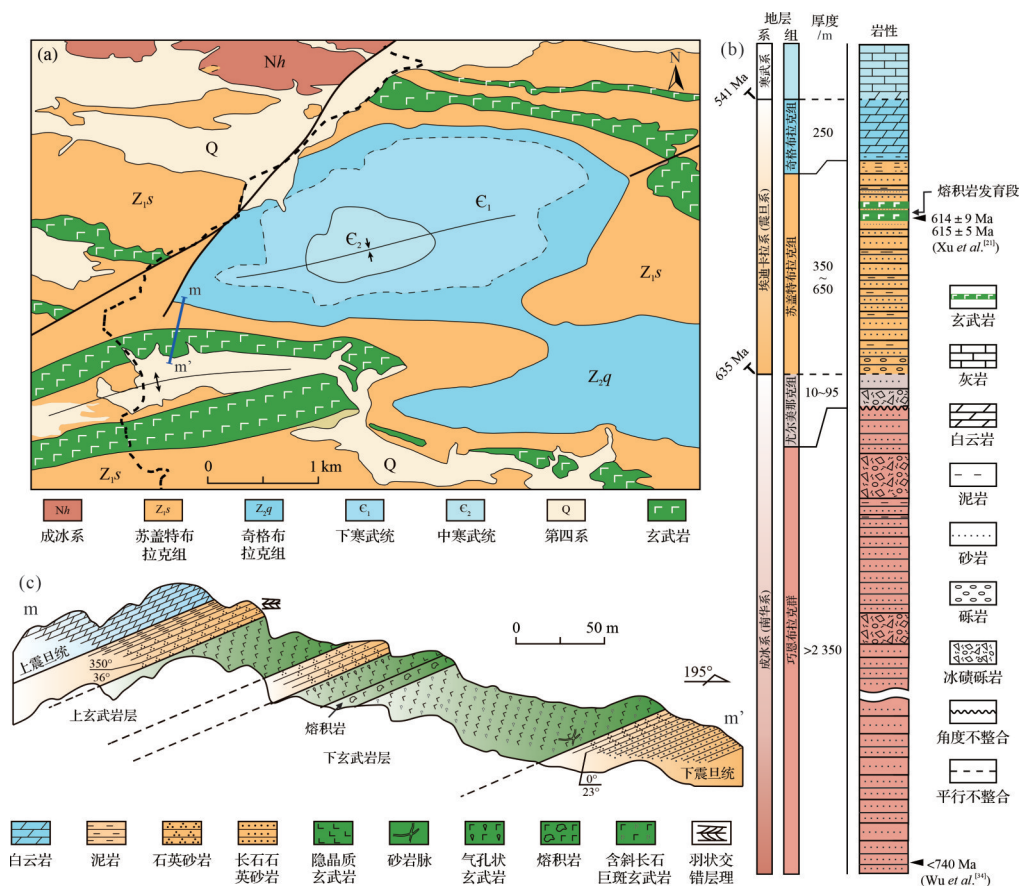 (a)
Nh
N
Q
Z₁s
Є₁
Є₂
Z₁s
m
m’
Z₂q
Z₁s
0
1 km
Q
Nh
Z₁s
Z₂q
Є₁
Є₂
Q
成冰系
苏盖特布
拉克组
奇格布
拉克组
下寒武统
中寒武统
第四系
玄武岩
(b)
地层
系
组
厚度
/m
岩性
寒武系
541 Ma
埃迪卡拉系(震旦系)
635 Ma
成冰系(南华系)
奇格布拉克组
苏盖特布拉克组
尤尔美那克组
巧恩布拉克群
250
350
~
650
10~95
>2 350
熔积岩发育段
614 ± 9 Ma
615 ± 5 Ma
(Xu et al.[21])
<740 Ma
(Wu et al.[34])
玄武岩
灰岩
白云岩
泥岩
砂岩
砾岩
冰碛砾岩
角度不整合
平行不整合
(c)
m
上震旦统
350°
36°
上玄武岩层
熔积岩
下玄武岩层
0
50 m
195°
m’
0°
23°
下震旦统
白云岩
泥岩
石英砂岩
长石石
英砂岩
隐晶质
玄武岩
砂岩脉
气孔状
玄武岩
熔积岩
含斜长石
巨斑玄武岩
羽状交
错层理